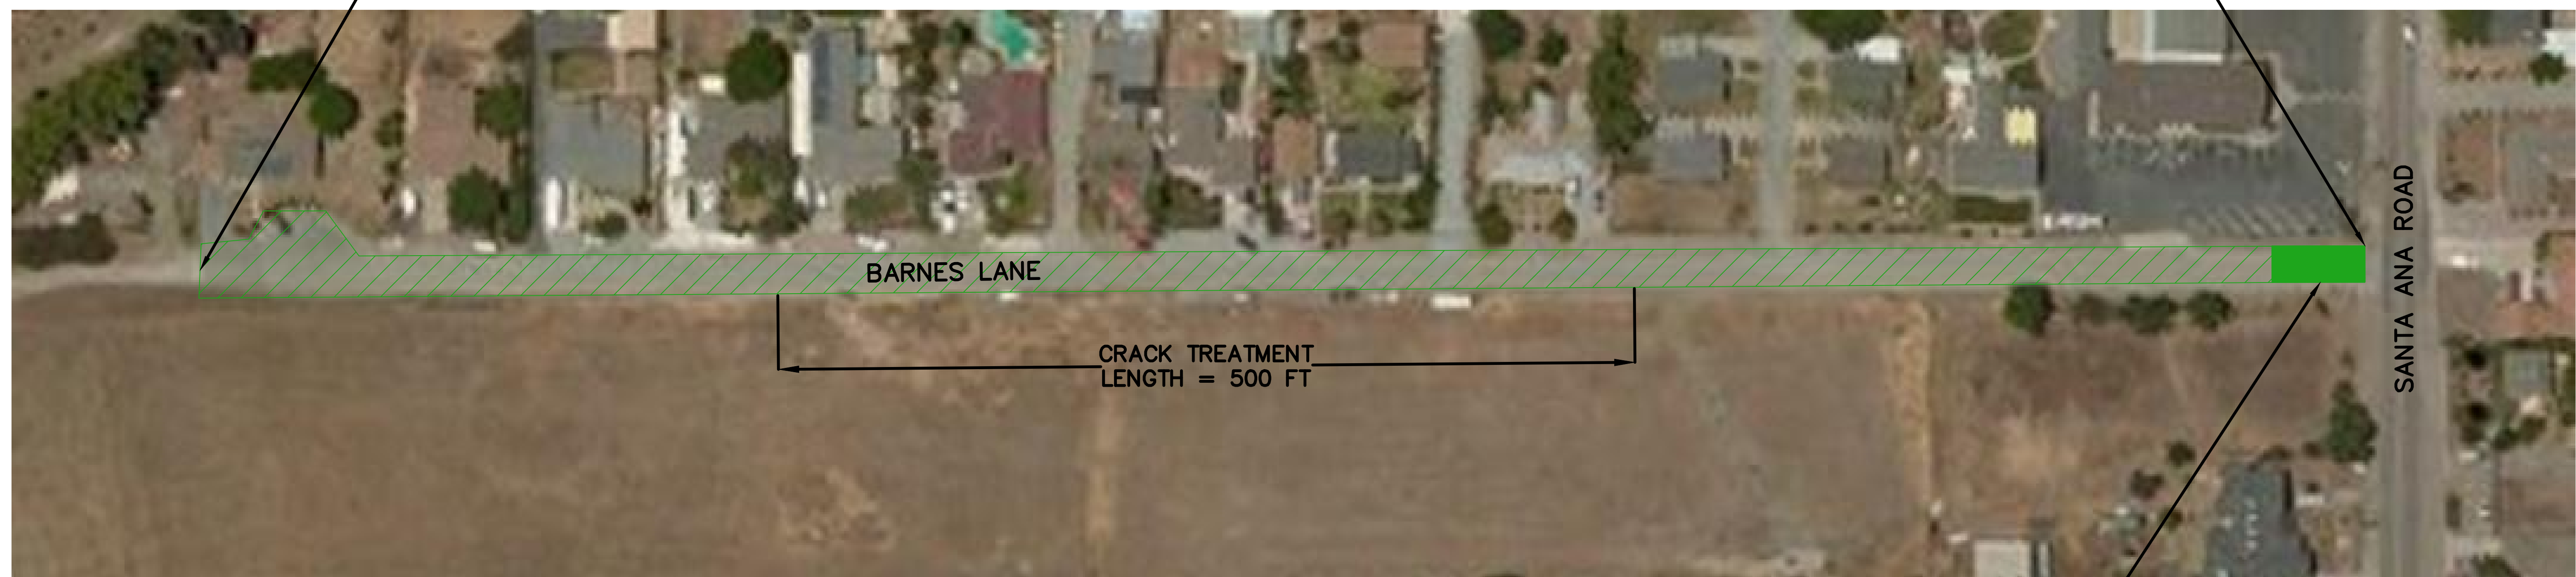 BARNES LANE
CRACK TREATMENT
LENGTH = 500 FT
SANTA ANA ROAD